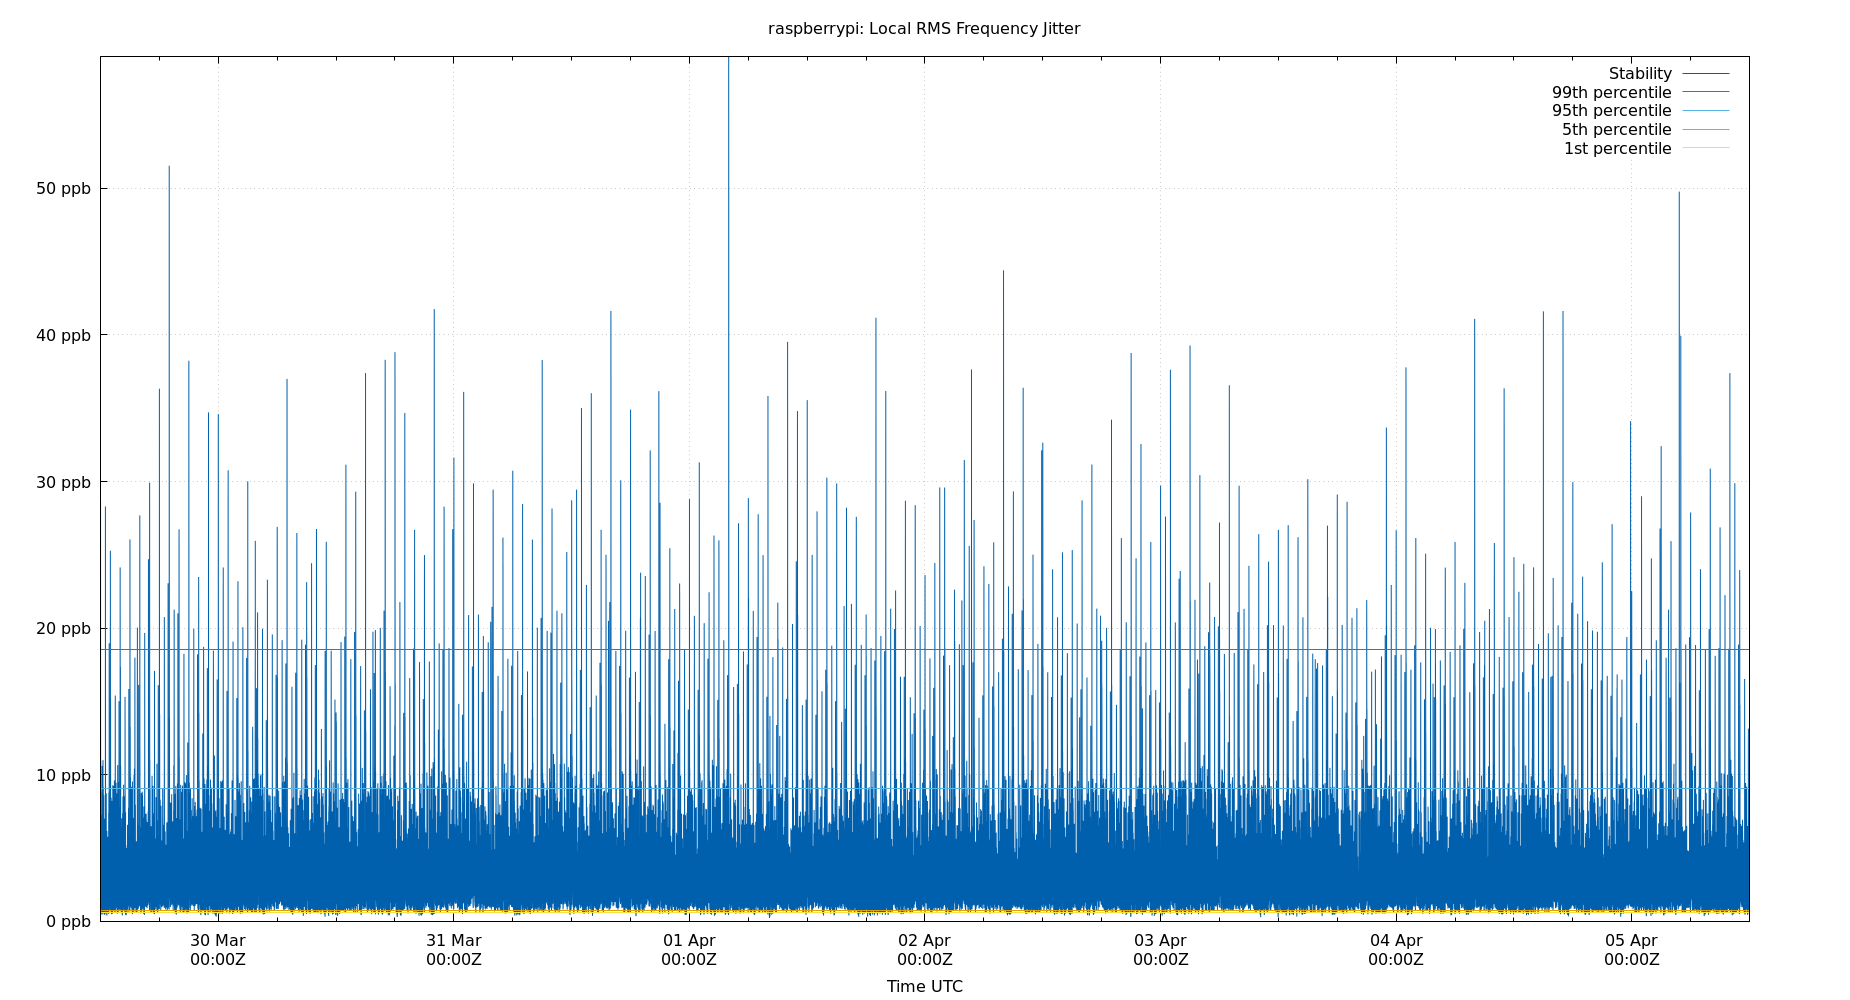 raspberrypi: Local RMS Frequency Jitter
Stability
99th percentile
95th percentile
5th percentile
1st percentile
50 ppb
40 ppb
30 ppb
20 ppb
10 ppb
0 ppb
30 Mar 31 Mar 01 Apr 02 Apr 03 Apr 04 Apr 05 Apr
00:00Z 00:00Z 00:00Z 00:00Z 00:00Z 00:00Z 00:00Z
Time UTC